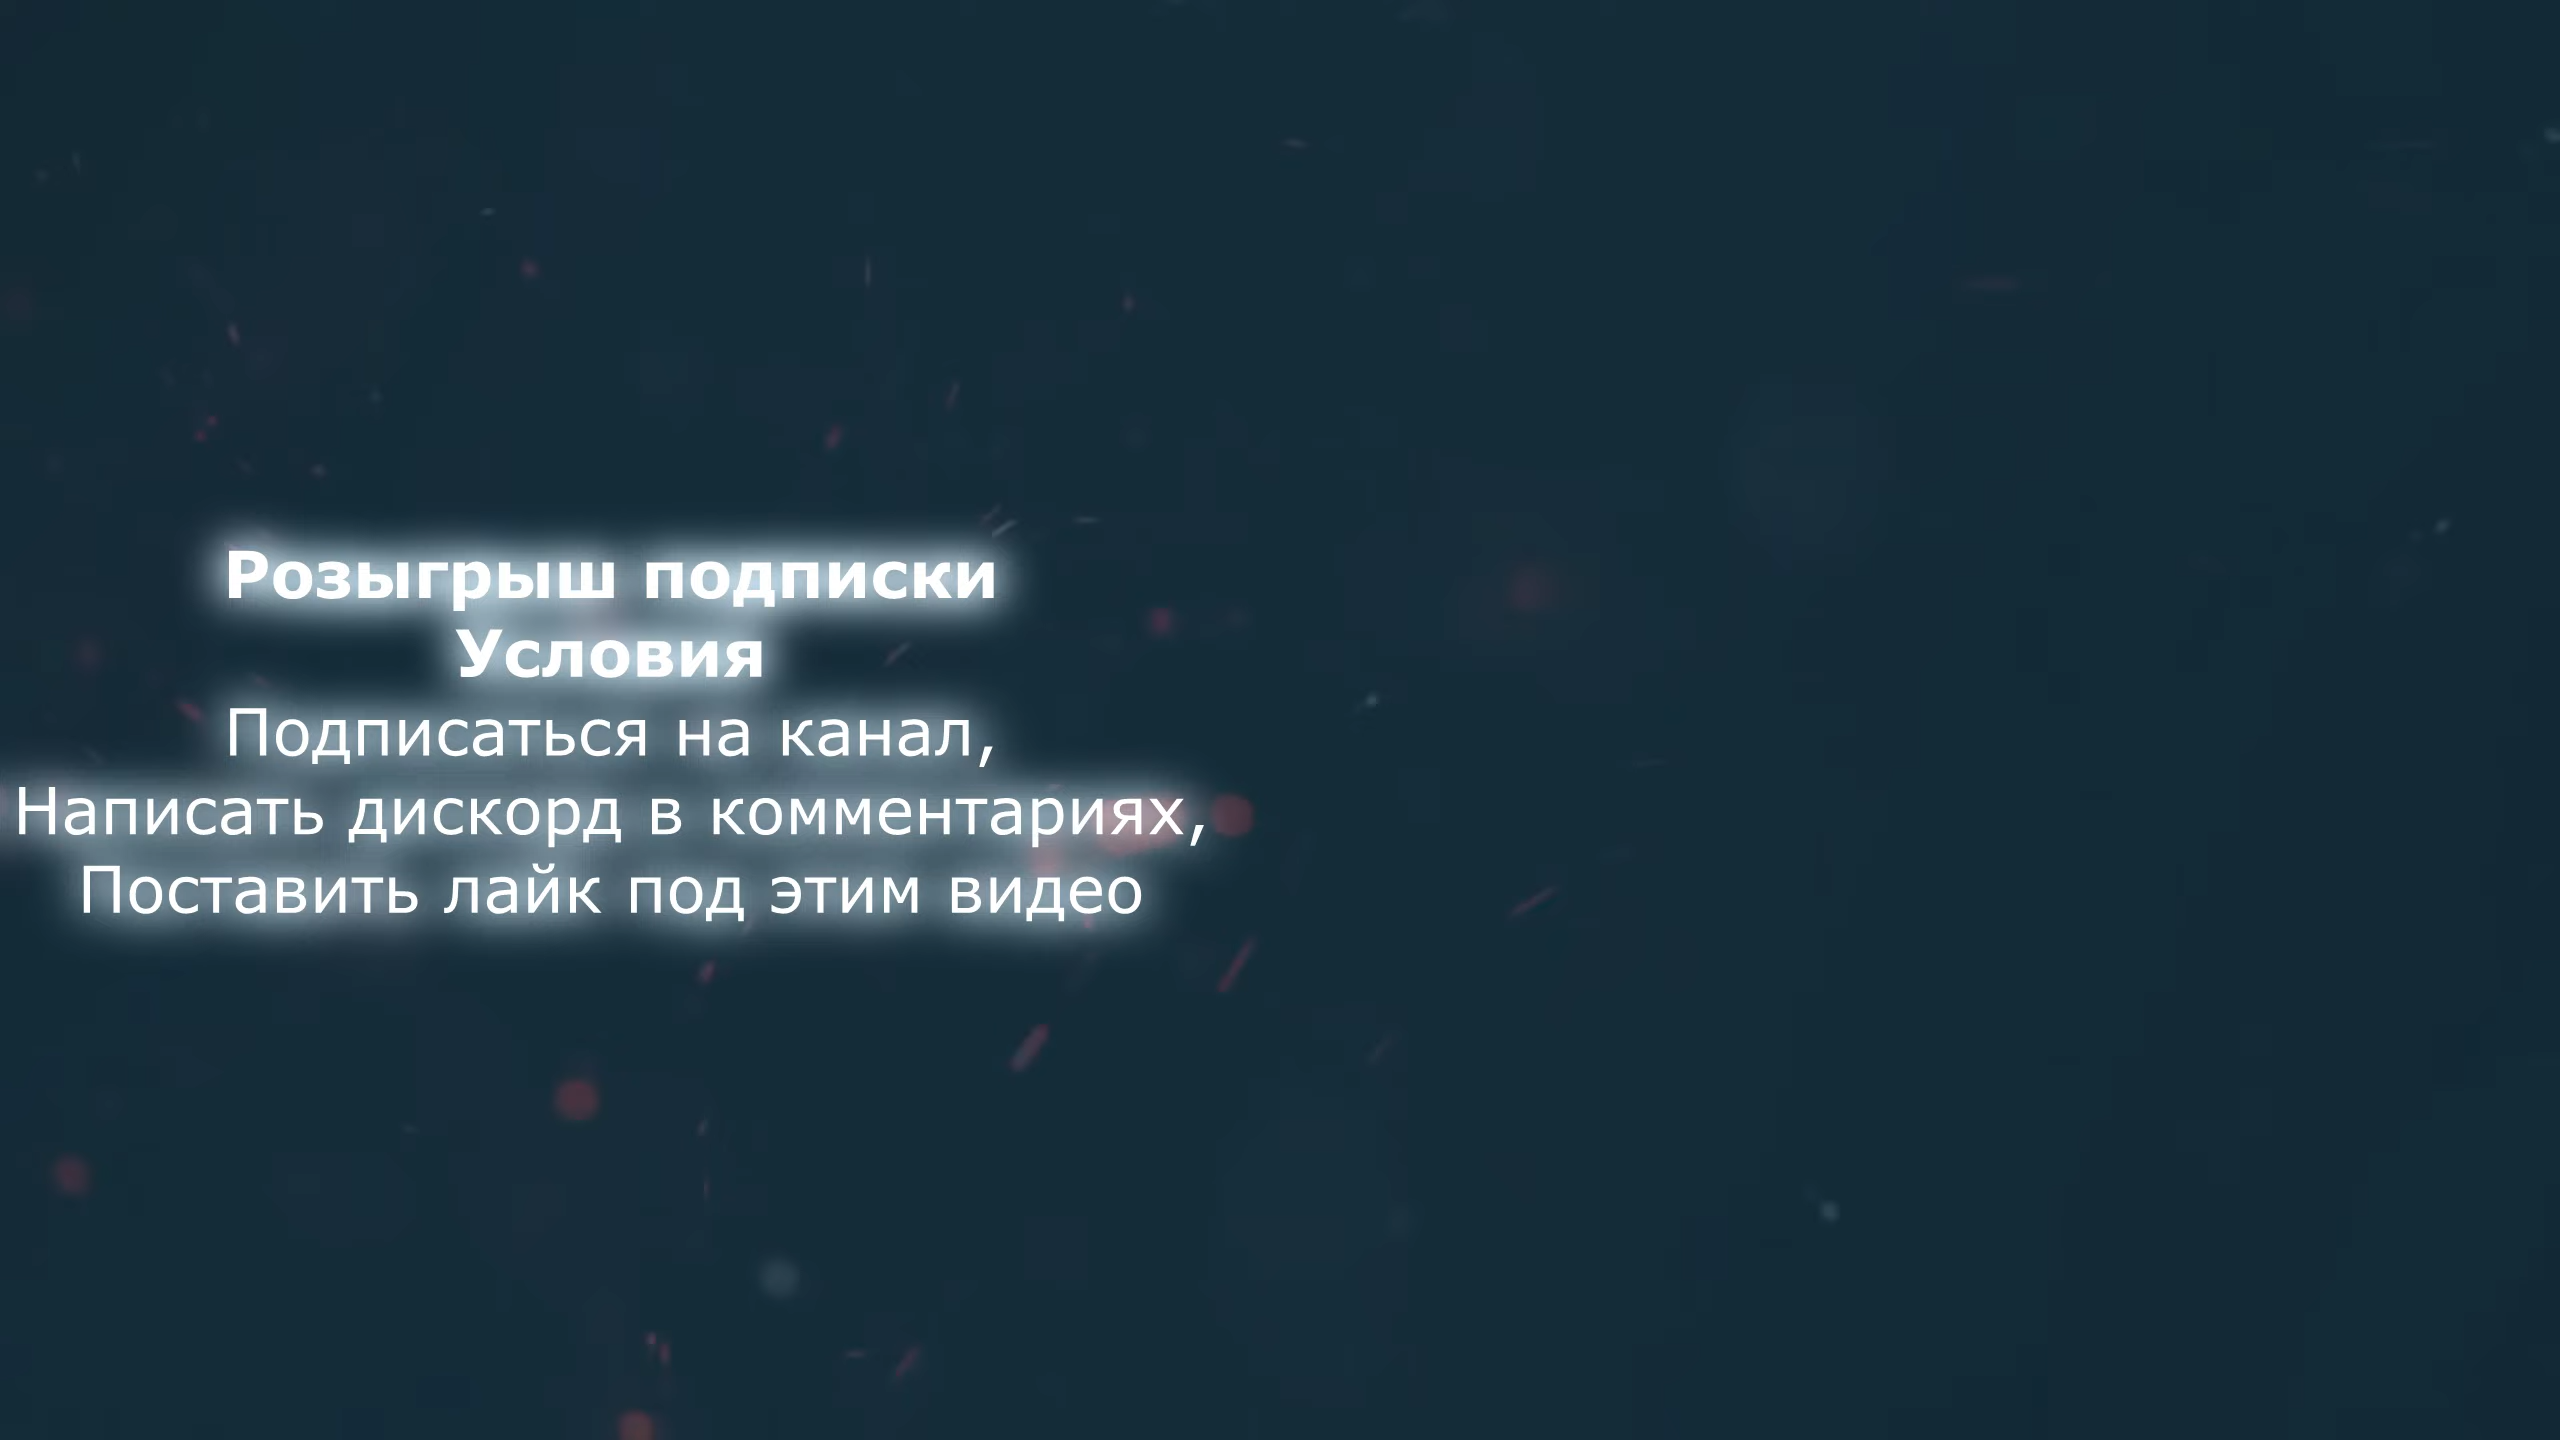 Розыгрыш подписки
Условия
Подписаться на канал,
Написать дискорд в комментариях,
Поставить лайк под этим видео